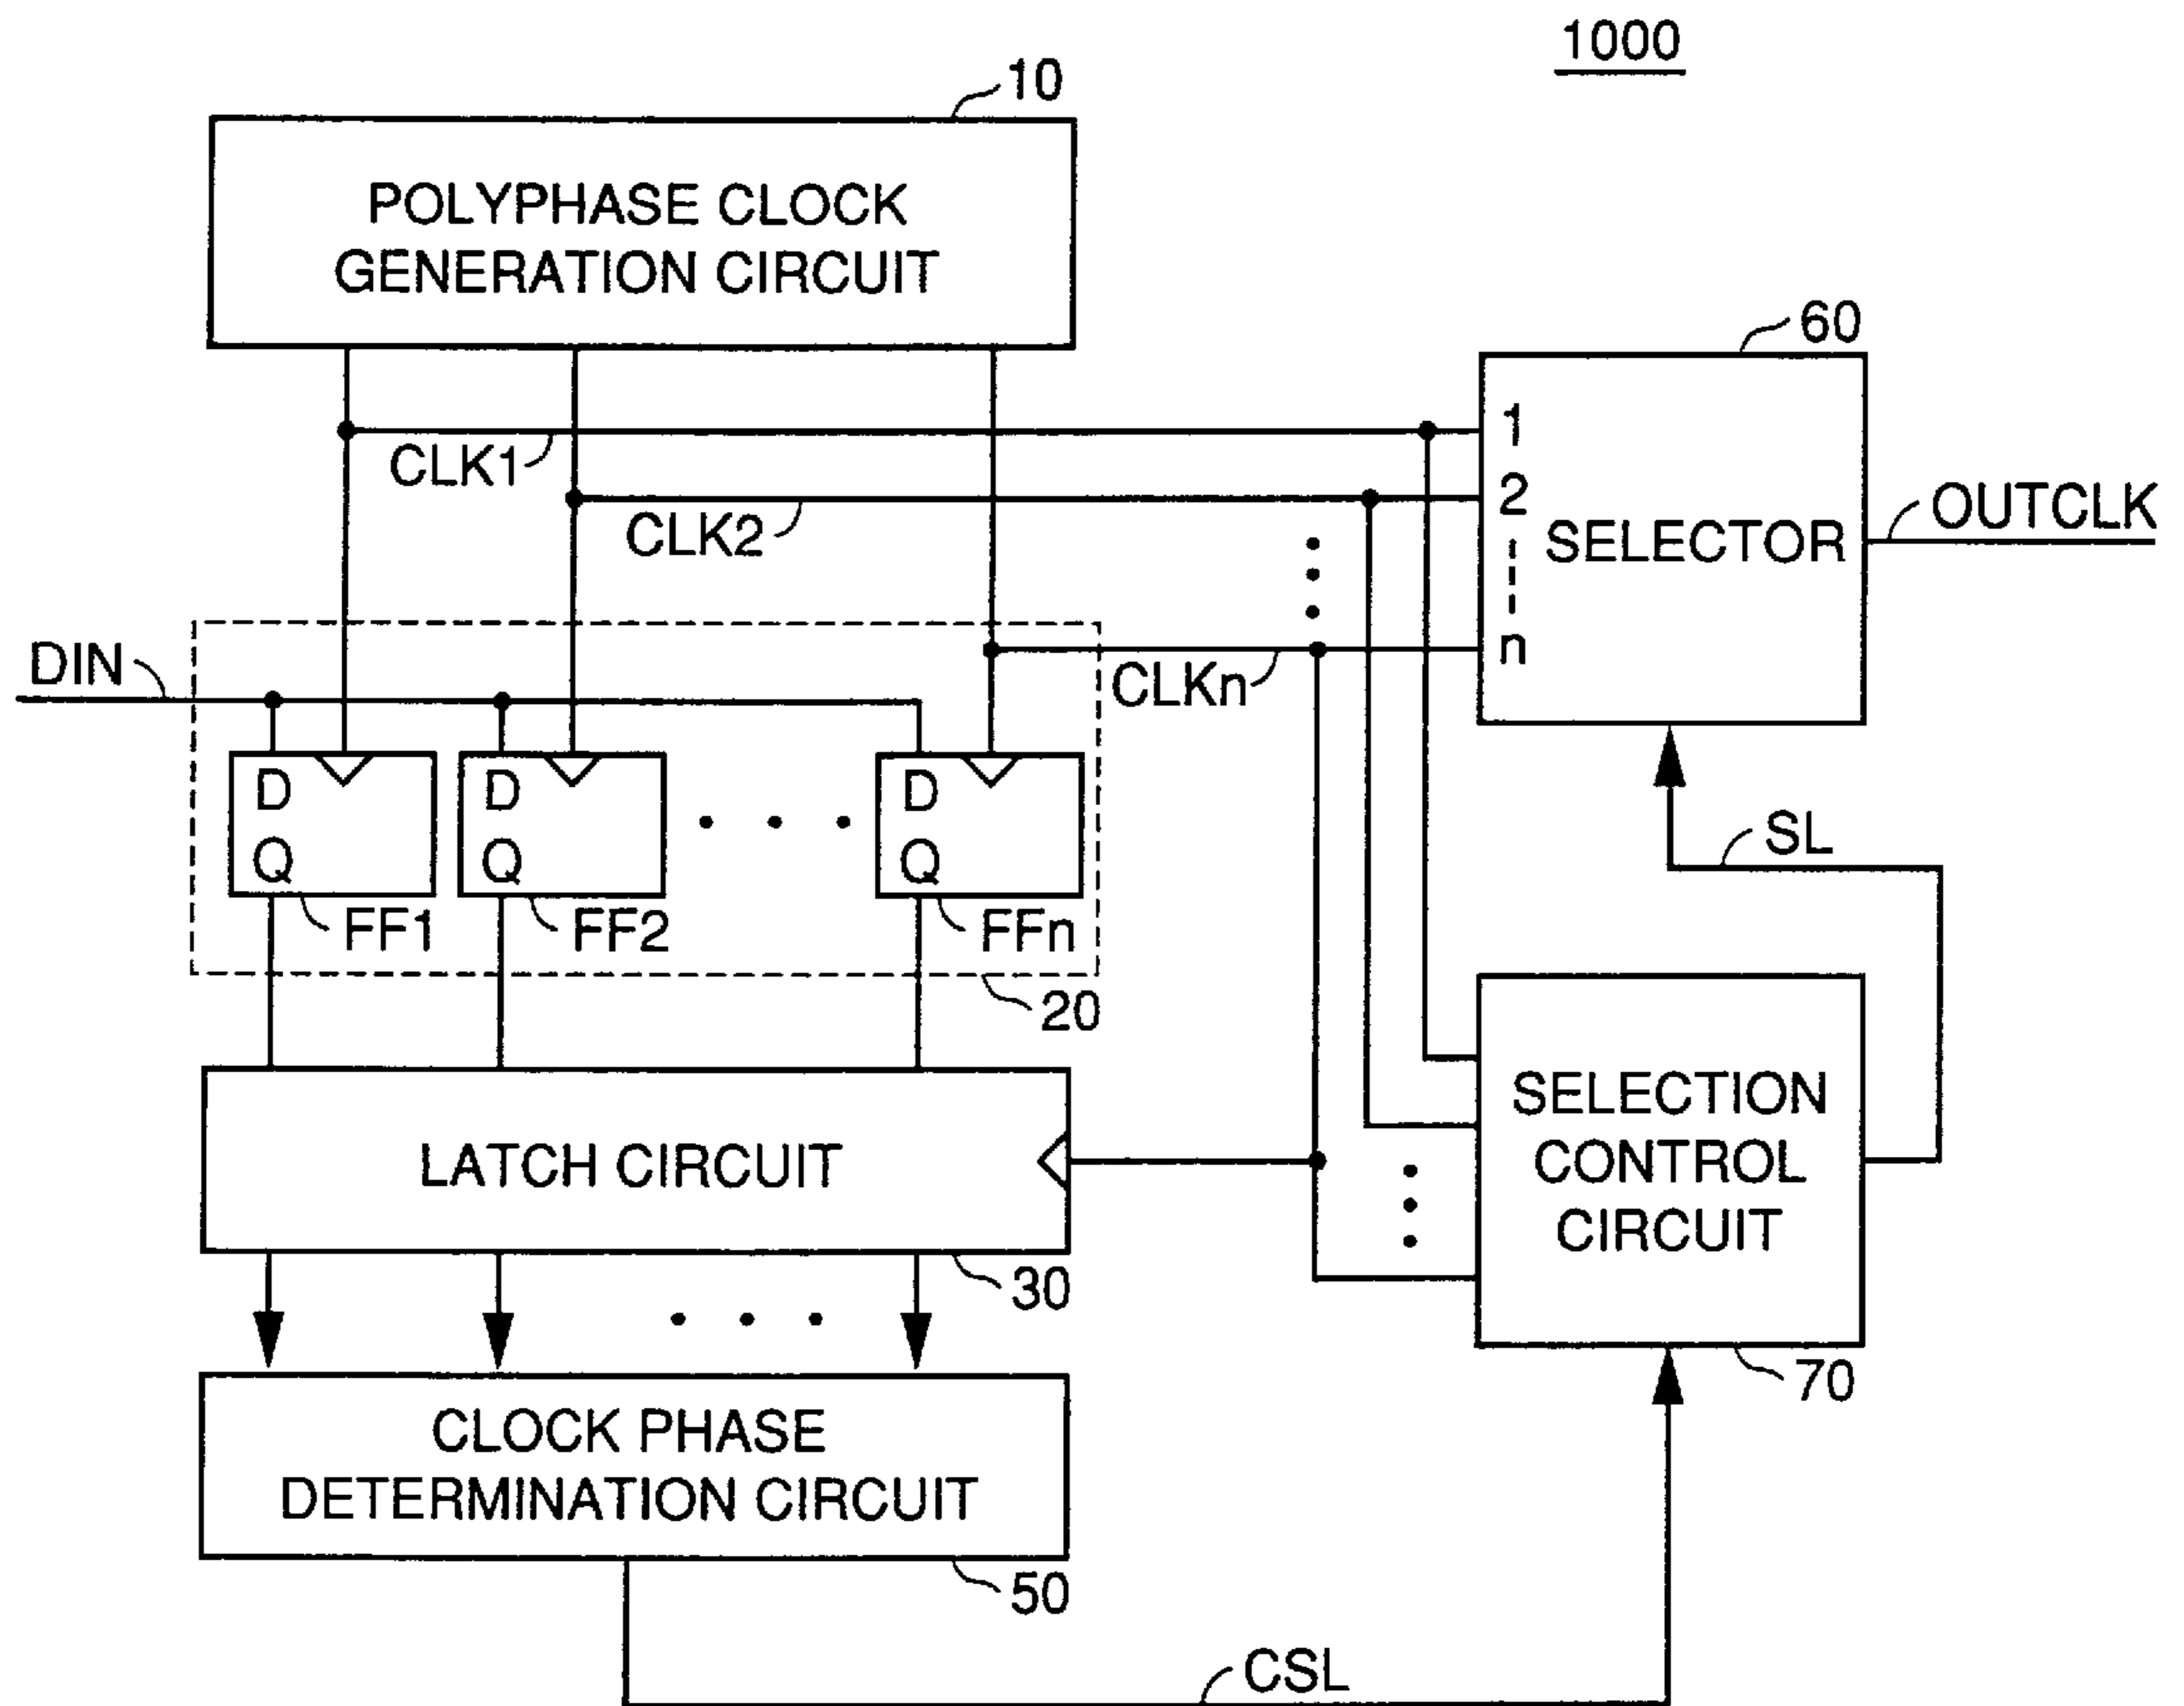 1000
10
POLYPHASE CLOCK
GENERATION CIRCUIT
60
1
CLK1
2
CLK2
SELECTOR
OUTCLK
n
DIN
CLKn
D
D
D
Q
Q
Q
SL
FF1
FF2
FFn
20
SELECTION
CONTROL
CIRCUIT
LATCH CIRCUIT
30
70
CLOCK PHASE
DETERMINATION CIRCUIT
50
CSL